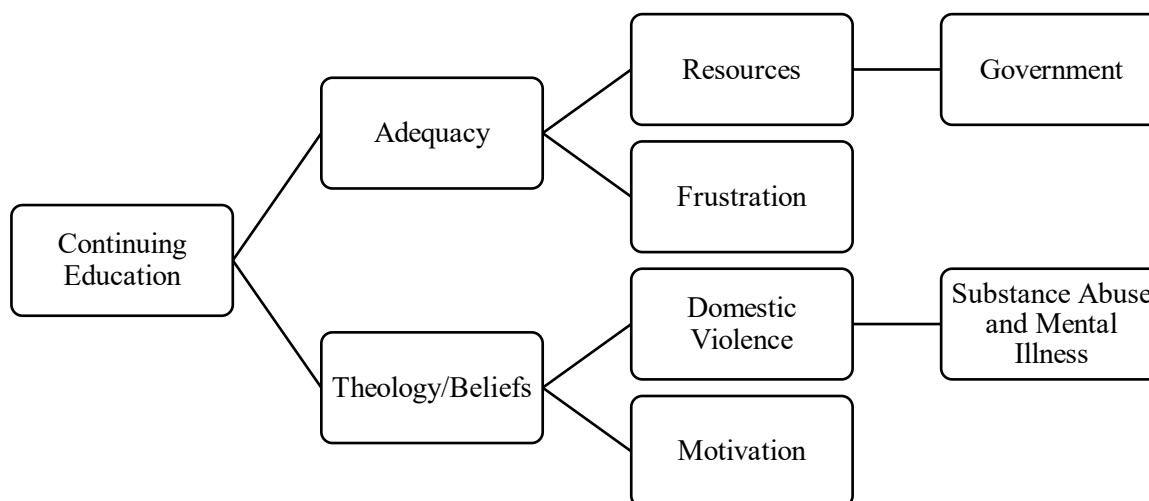 Resources
Government
Adequacy
Frustration
Continuing
Education
Domestic
Violence
Substance Abuse
and Mental
Illness
Theology/Beliefs
Motivation